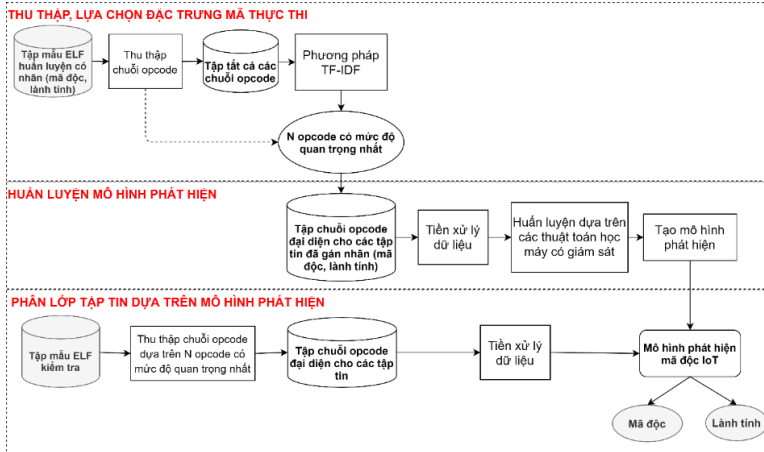 THU THẬP, LỰA CHỌN ĐẶC TRƯNG MÃ THỰC THI
Tập mẫu ELF
huấn luyện có
nhãn (mã độc,
lành tính)
Thu thập
chuỗi opcode
Tập tất cả các
chuỗi opcode
Phương pháp
TF-IDF
N opcode có mức độ
quan trọng nhất
HUẤN LUYỆN MÔ HÌNH PHÁT HIỆN
Tập chuỗi opcode
đại diện cho các tập
tin đã gán nhãn (mã
độc, lành tính)
Tiền xử lý
dữ liệu
Huấn luyện dựa trên
các thuật toán học
máy có giám sát
Tạo mô hình
phát hiện
PHÂN LỚP TẬP TIN DỰA TRÊN MÔ HÌNH PHÁT HIỆN
Tập mẫu ELF
kiểm tra
Thu thập chuỗi opcode
dựa trên N opcode có
mức độ quan trọng nhất
Tập chuỗi opcode
đại diện cho các tập
tin
Tiền xử lý
dữ liệu
Mô hình phát hiện
mã độc IoT
Mã độc
Lành tính